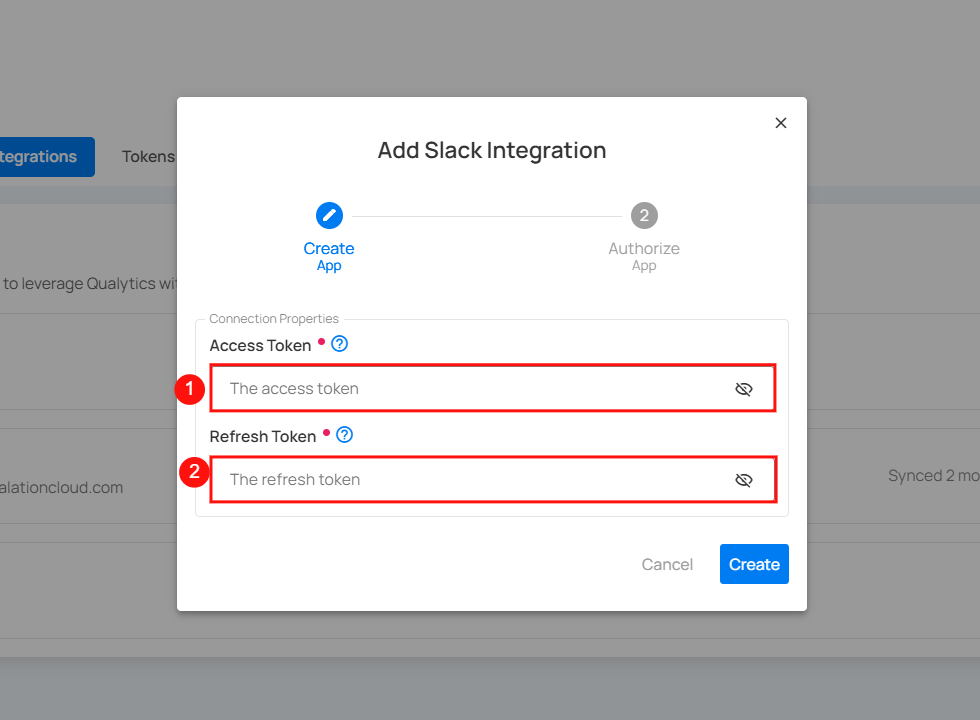 Add Slack Integration
tegrations
Tokens
2
Create
App
Authorize
App
to leverage Qualytics wit
Connection Properties
Access Token
1
The access token
Refresh Token
2
The refresh token
alationcloud.com
Synced 2 mo
Cancel
Create